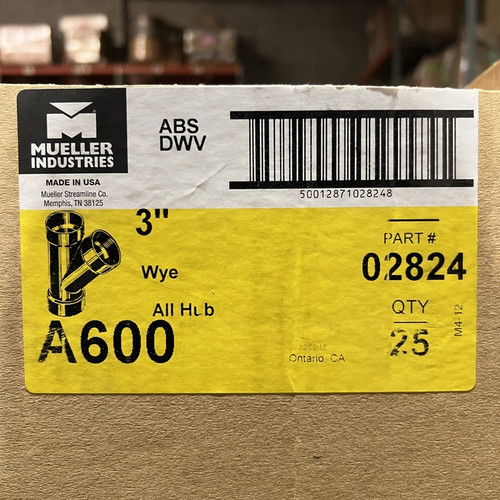 MUELLER
INDUSTRIES
MADE IN USA
Mueller Streamline Co.
Memphis, TN 38125
ABS
DWV
50012871028248
3"
Wye
All Hub
A600
PART #
02824
QTY
25
M4-12
Ontario, CA